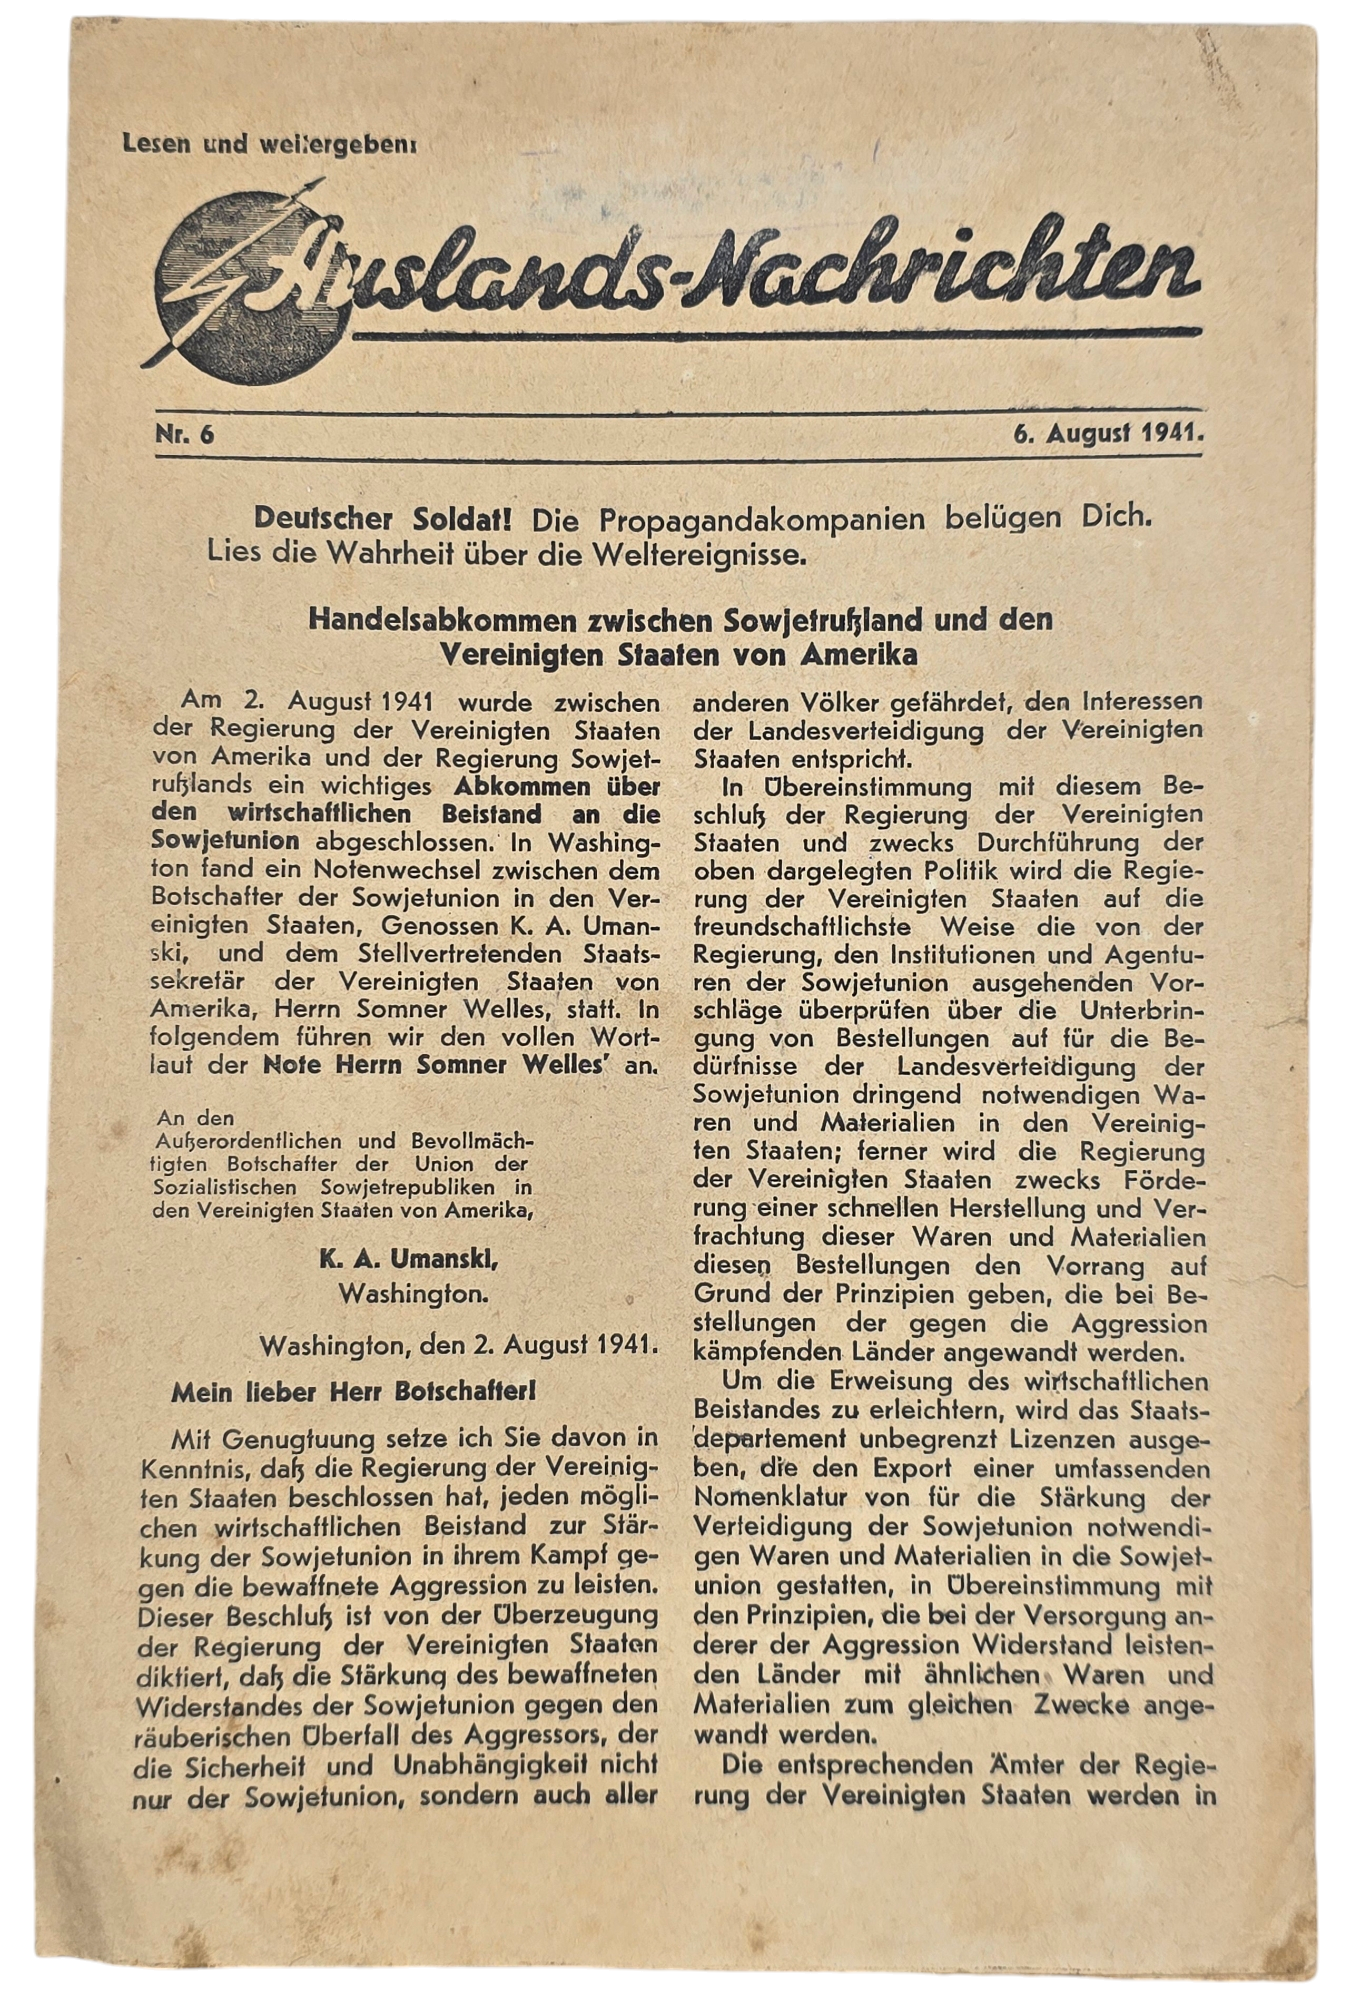 Lesen und weitergeben:
Auslands-Nachrichten
Nr. 6
6. August 1941.
Deutscher Soldat! Die Propagandakompanien belügen Dich.
Lies die Wahrheit über die Weltereignisse.
Handelsabkommen zwischen Sowjetrußland und den
Vereinigten Staaten von Amerika
Am 2. August 1941 wurde zwischen
der Regierung der Vereinigten Staaten
von Amerika und der Regierung Sowjet-
rußlands ein wichtiges Abkommen über
den wirtschaftlichen Beistand an die
Sowjetunion abgeschlossen. In Washing-
ton fand ein Notenwechsel zwischen dem
Botschafter der Sowjetunion in den Ver-
einigten Staaten, Genossen K. A. Uman-
ski, und dem Stellvertretenden Staats-
sekretär der Vereinigten Staaten von
Amerika, Herrn Somner Welles, statt. In
folgendem führen wir den vollen Wort-
laut der Note Herrn Somner Welles' an.
An den
Außerordentlichen und Bevollmäch-
tigten Botschafter der Union der
Sozialistischen Sowjetrepubliken in
den Vereinigten Staaten von Amerika,
K. A. Umanski,
Washington.
Washington, den 2. August 1941.
Mein lieber Herr Botschafter!
Mit Genugtuung setze ich Sie davon in
Kenntnis, daß die Regierung der Vereinig-
ten Staaten beschlossen hat, jeden mögli-
chen wirtschaftlichen Beistand zur Stär-
kung der Sowjetunion in ihrem Kampf ge-
gen die bewaffnete Aggression zu leisten.
Dieser Beschluß ist von der Überzeugung
der Regierung der Vereinigten Staaten
diktiert, daß die Stärkung des bewaffneten
Widerstandes der Sowjetunion gegen den
räuberischen Überfall des Aggressors, der
die Sicherheit und Unabhängigkeit nicht
nur der Sowjetunion, sondern auch aller
anderen Völker gefährdet, den Interessen
der Landesverteidigung der Vereinigten
Staaten entspricht.
In Übereinstimmung mit diesem Be-
schluß der Regierung der Vereinigten
Staaten und zwecks Durchführung der
oben dargelegten Politik wird die Regie-
rung der Vereinigten Staaten auf die
freundschaftlichste Weise die von der
Regierung, den Institutionen und Agentu-
ren der Sowjetunion ausgehenden Vor-
schläge überprüfen über die Unterbrin-
gung von Bestellungen auf für die Be-
dürfnisse der Landesverteidigung der
Sowjetunion dringend notwendigen Wa-
ren und Materialien in den Vereinig-
ten Staaten; ferner wird die Regierung
der Vereinigten Staaten zwecks Förde-
rung einer schnellen Herstellung und Ver-
frachtung dieser Waren und Materialien
diesen Bestellungen den Vorrang auf
Grund der Prinzipien geben, die bei Be-
stellungen der gegen die Aggression
kämpfenden Länder angewandt werden.
Um die Erweisung des wirtschaftlichen
Beistandes zu erleichtern, wird das Staats-
departement unbegrenzt Lizenzen ausge-
ben, die den Export einer umfassenden
Nomenklatur von für die Stärkung der
Verteidigung der Sowjetunion notwendi-
gen Waren und Materialien in die Sowjet-
union gestatten, in Übereinstimmung mit
den Prinzipien, die bei der Versorgung an-
derer der Aggression Widerstand leisten-
den Länder mit ähnlichen Waren und
Materialien zum gleichen Zwecke ange-
wandt werden.
Die entsprechenden Ämter der Regie-
rung der Vereinigten Staaten werden in